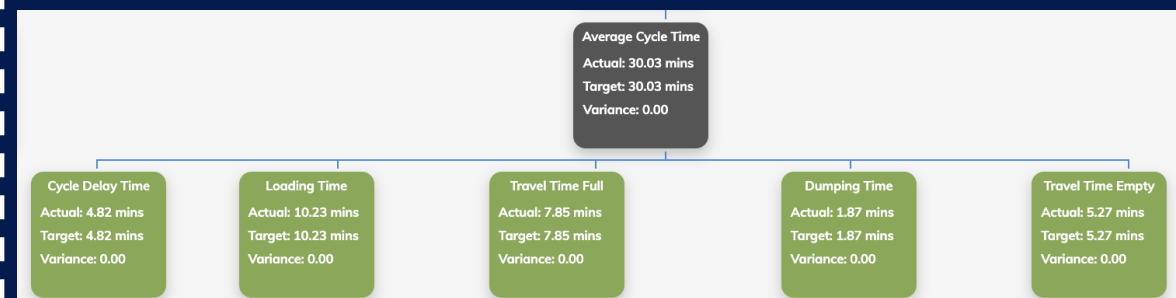 Average Cycle Time
Actual: 30.03 mins
Target: 30.03 mins
Variance: 0.00
Cycle Delay Time
Actual: 4.82 mins
Target: 4.82 mins
Variance: 0.00
Loading Time
Actual: 10.23 mins
Target: 10.23 mins
Variance: 0.00
Travel Time Full
Actual: 7.85 mins
Target: 7.85 mins
Variance: 0.00
Dumping Time
Actual: 1.87 mins
Target: 1.87 mins
Variance: 0.00
Travel Time Empty
Actual: 5.27 mins
Target: 5.27 mins
Variance: 0.00